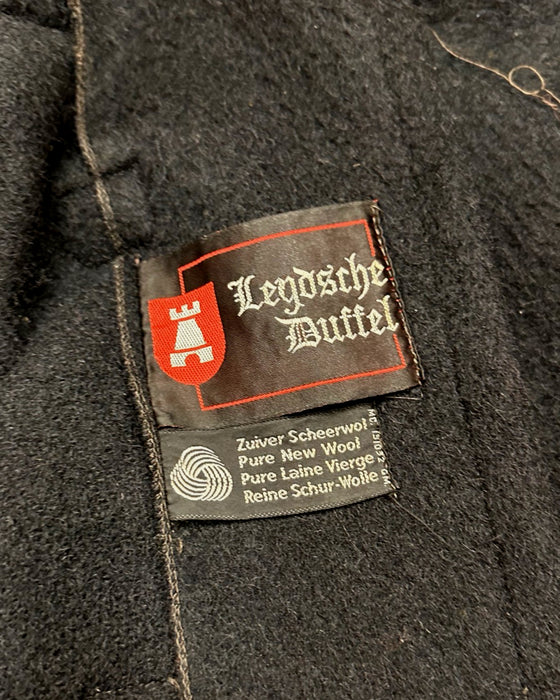 Leydsche
Duffel
Zuiver Scheerwol
Pure New Wool
Pure Laine Vierge
Reine Schur-Wolle